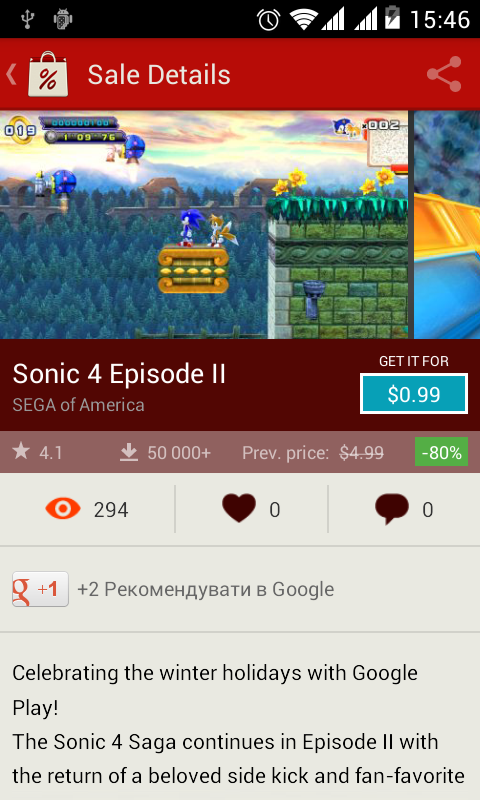 15:46
%
Sale Details
019
0000000100
1'09"76
×002
Sonic 4 Episode II
SEGA of America
GET IT FOR
$0.99
4.1
50 000+
Prev. price: $4.99
-80%
294
0
0
g +1
+2 Рекомендувати в Google
Celebrating the winter holidays with Google
Play!
The Sonic 4 Saga continues in Episode II with
the return of a beloved side kick and fan-favorite